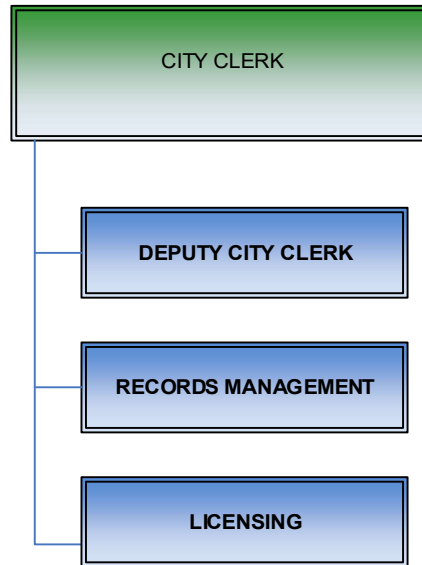 CITY CLERK
DEPUTY CITY CLERK
RECORDS MANAGEMENT
LICENSING